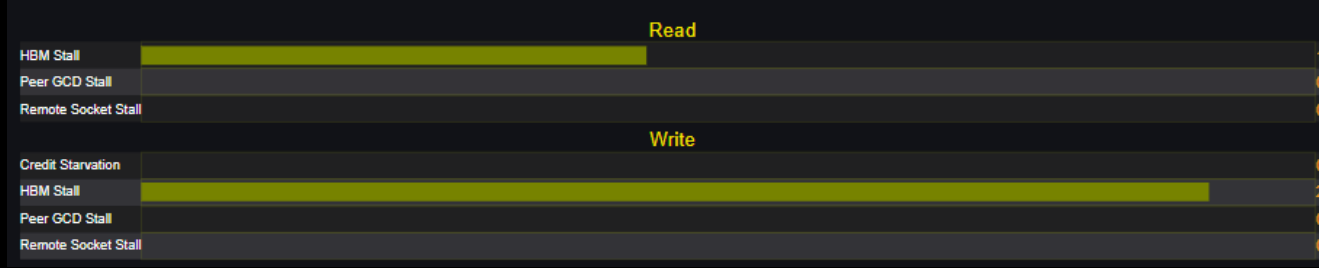 Read
HBM Stall
Peer GCD Stall
Remote Socket Stall
Write
Credit Starvation
HBM Stall
Peer GCD Stall
Remote Socket Stall